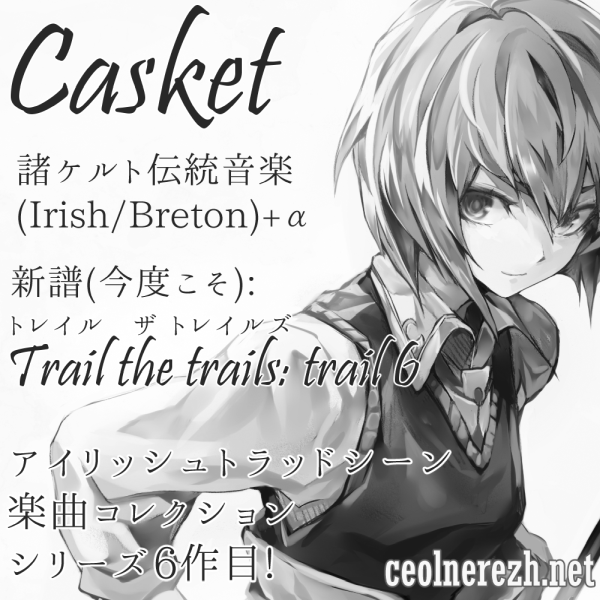 Casket
諸ケルト伝統音楽
(Irish/Breton)+α
新譜(今度こそ):
トレイル ザ トレイルズ
Trail the trails: trail 6
アイリッシュトラッドシーン
楽曲コレクション
シリーズ6作目!
ceolnerezh.net